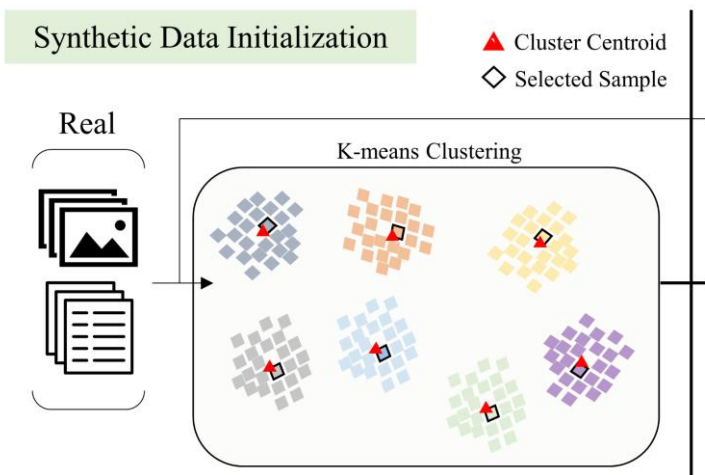 Synthetic Data Initialization
Cluster Centroid
Selected Sample
Real
K-means Clustering